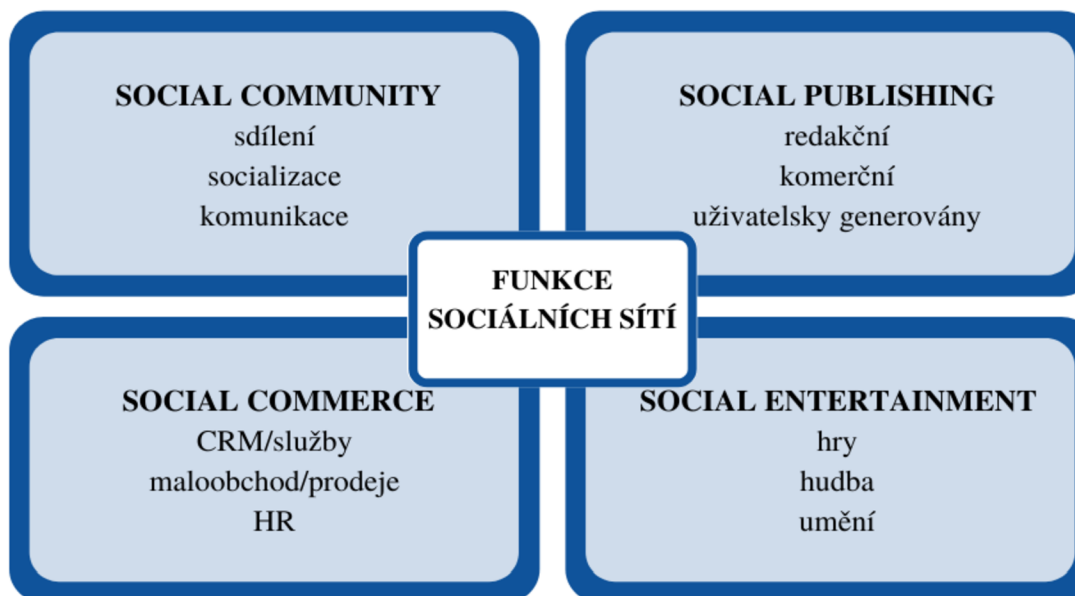 SOCIAL COMMUNITY
sdílení
socializace
komunikace
SOCIAL PUBLISHING
redakční
komerční
uživatelsky generovány
FUNKCE
SOCIÁLNÍCH SÍTÍ
SOCIAL COMMERCE
CRM/služby
maloobchod/prodeje
HR
SOCIAL ENTERTAINMENT
hry
hudba
umění